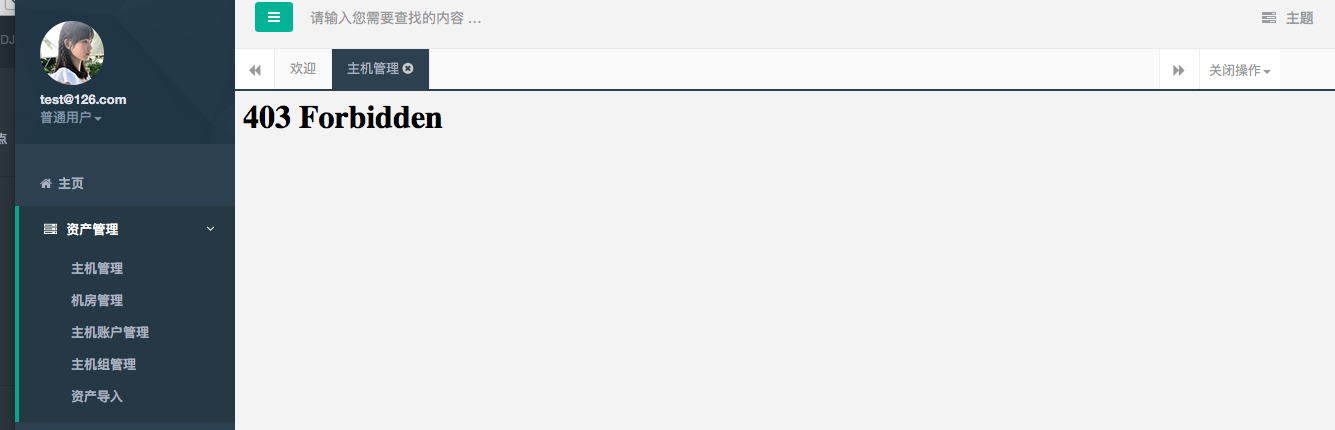 DJ
点
test@126.com
普通用户
主页
资产管理
主机管理
机房管理
主机账户管理
主机组管理
资产导入
请输入您需要查找的内容 …
主题
欢迎
主机管理
关闭操作
403 Forbidden